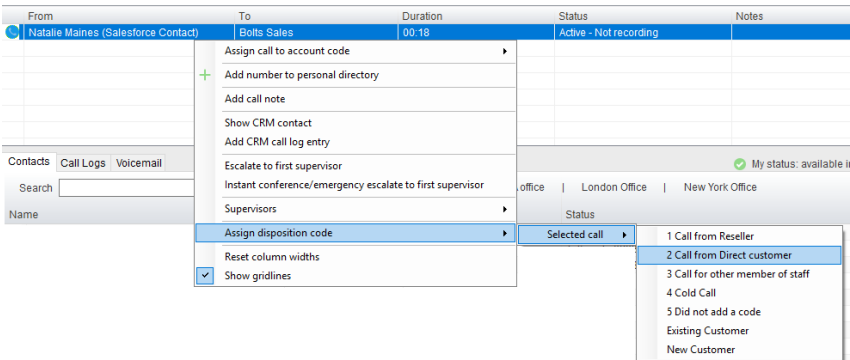 From To Duration Status Notes
Natalie Maines (Salesforce Contact) Bolts Sales 00:18 Active - Not recording
Assign call to account code
Add number to personal directory
Add call note
Show CRM contact
Add CRM call log entry
Contacts Call Logs Voicemail My status: available
Escalate to first supervisor
Search Instant conference/emergency escalate to first supervisor office | London Office | New York Office
Name Supervisors Status
Assign disposition code Selected call 1 Call from Reseller
Reset column widths 2 Call from Direct customer
Show gridlines 3 Call for other member of staff
4 Cold Call
5 Did not add a code
Existing Customer
New Customer